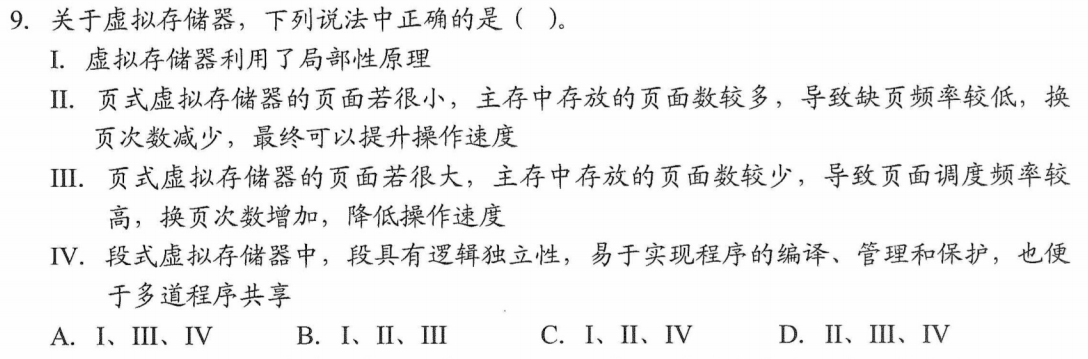 9. 关于虚拟存储器，下列说法中正确的是（ ）。
I. 虚拟存储器利用了局部性原理
II. 页式虚拟存储器的页面若很小，主存中存放的页面数较多，导致缺页频率较低，换
页次数减少，最终可以提升操作速度
III. 页式虚拟存储器的页面若很大，主存中存放的页面数较少，导致页面调度频率较
高，换页次数增加，降低操作速度
IV. 段式虚拟存储器中，段具有逻辑独立性，易于实现程序的编译、管理和保护，也便
于多道程序共享
A. I、III、IV B. I、II、III C. I、II、IV D. II、III、IV